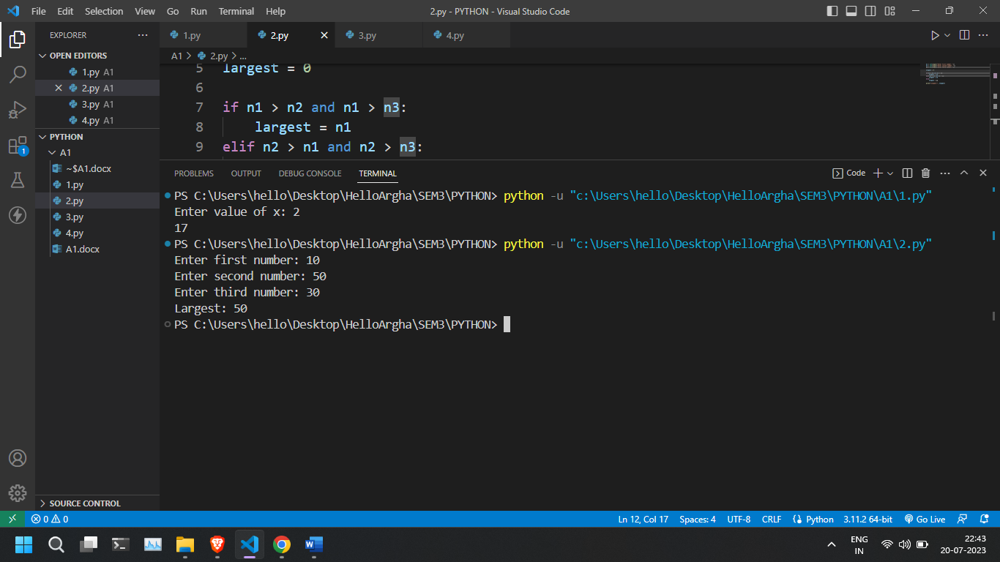 File Edit Selection View Go Run Terminal Help
2.py - PYTHON - Visual Studio Code
EXPLORER
OPEN EDITORS
1.py A1
2.py A1
3.py A1
4.py A1
PYTHON
A1
~$A1.docx
1.py
2.py
3.py
4.py
A1.docx
SOURCE CONTROL
1
1.py 2.py 3.py 4.py
A1 > 2.py > ...
5 largest = 0
6
7 if n1 > n2 and n1 > n3:
8 largest = n1
9 elif n2 > n1 and n2 > n3:
PROBLEMS OUTPUT DEBUG CONSOLE TERMINAL
Code
PS C:\Users\hello\Desktop\HelloArgha\SEM3\PYTHON> python -u "c:\Users\hello\Desktop\HelloArgha\SEM3\PYTHON\A1\1.py"
Enter value of x: 2
17
PS C:\Users\hello\Desktop\HelloArgha\SEM3\PYTHON> python -u "c:\Users\hello\Desktop\HelloArgha\SEM3\PYTHON\A1\2.py"
Enter first number: 10
Enter second number: 50
Enter third number: 30
Largest: 50
PS C:\Users\hello\Desktop\HelloArgha\SEM3\PYTHON>
0 0
Ln 12, Col 17 Spaces: 4 UTF-8 CRLF Python 3.11.2 64-bit Go Live
ENG
IN
22:43
20-07-2023